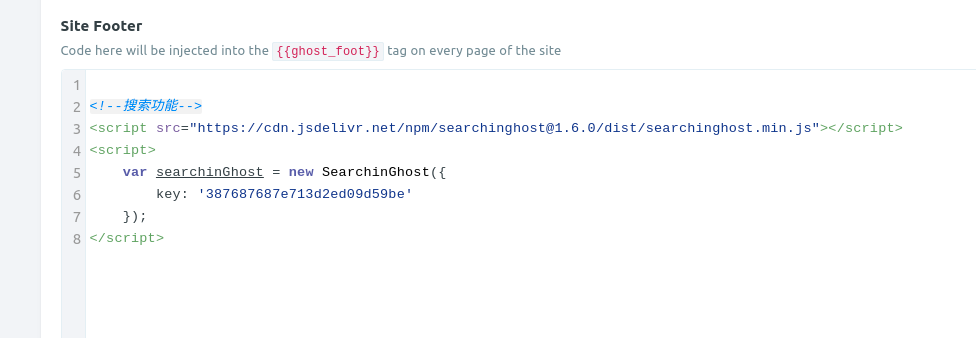 Site Footer
Code here will be injected into the {{ghost_foot}} tag on every page of the site
1
2 <!--搜索功能-->
3 <script src="https://cdn.jsdelivr.net/npm/searchinghost@1.6.0/dist/searchinghost.min.js"></script>
4 <script>
5     var searchinGhost = new SearchinGhost({
6         key: '387687687e713d2ed09d59be'
7     });
8 </script>